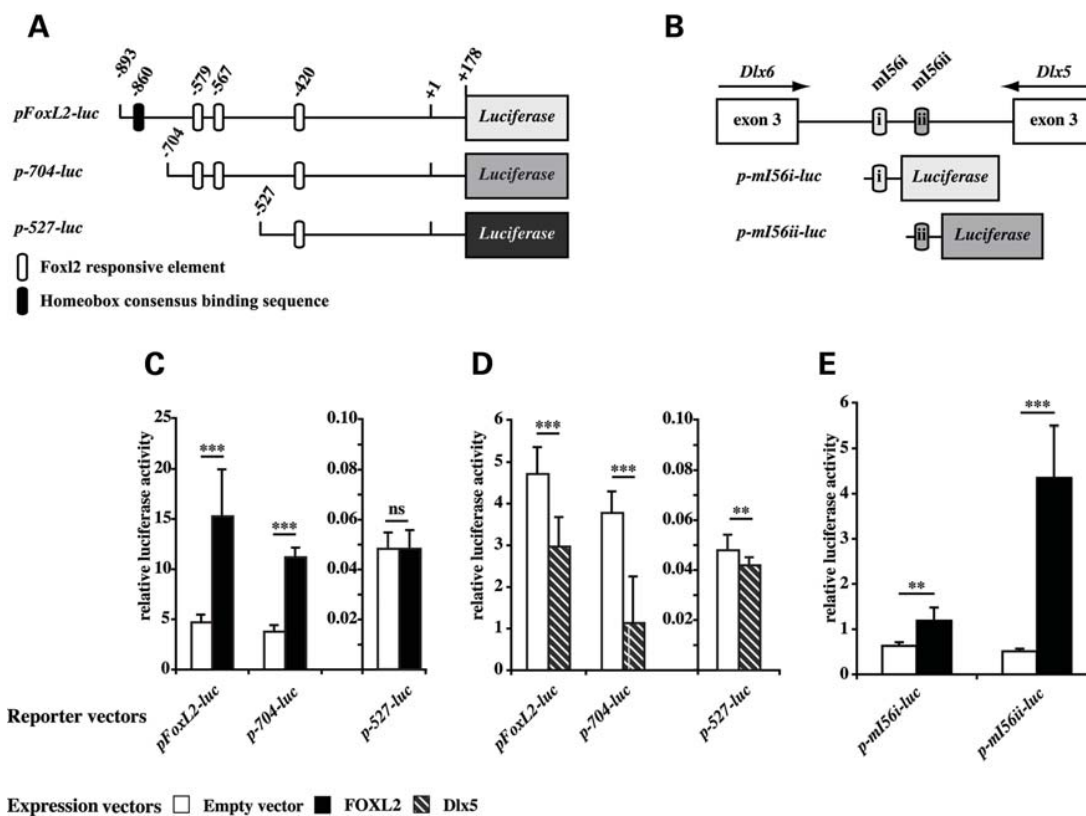 A
-893
-860
-579
-567
-420
+1
+178
pFoxL2-luc
Luciferase
-704
p-704-luc
Luciferase
-527
p-527-luc
Luciferase
Foxl2 responsive element
Homeobox consensus binding sequence
B
Dlx6
mI56i
mI56ii
Dlx5
exon 3
i
ii
exon 3
p-mI56i-luc
i
Luciferase
p-mI56ii-luc
ii
Luciferase
C
relative luciferase activity
25
20
15
10
5
0
***
***
0.10
0.08
0.06
0.04
0.02
ns
pFoxL2-luc
p-704-luc
p-527-luc
D
relative luciferase activity
6
5
4
3
2
1
0
***
***
0.10
0.08
0.06
0.04
0.02
**
pFoxL2-luc
p-704-luc
p-527-luc
E
relative luciferase activity
6
5
4
3
2
1
0
**
***
p-mI56i-luc
p-mI56ii-luc
Reporter vectors
Expression vectors Empty vector FOXL2 Dlx5